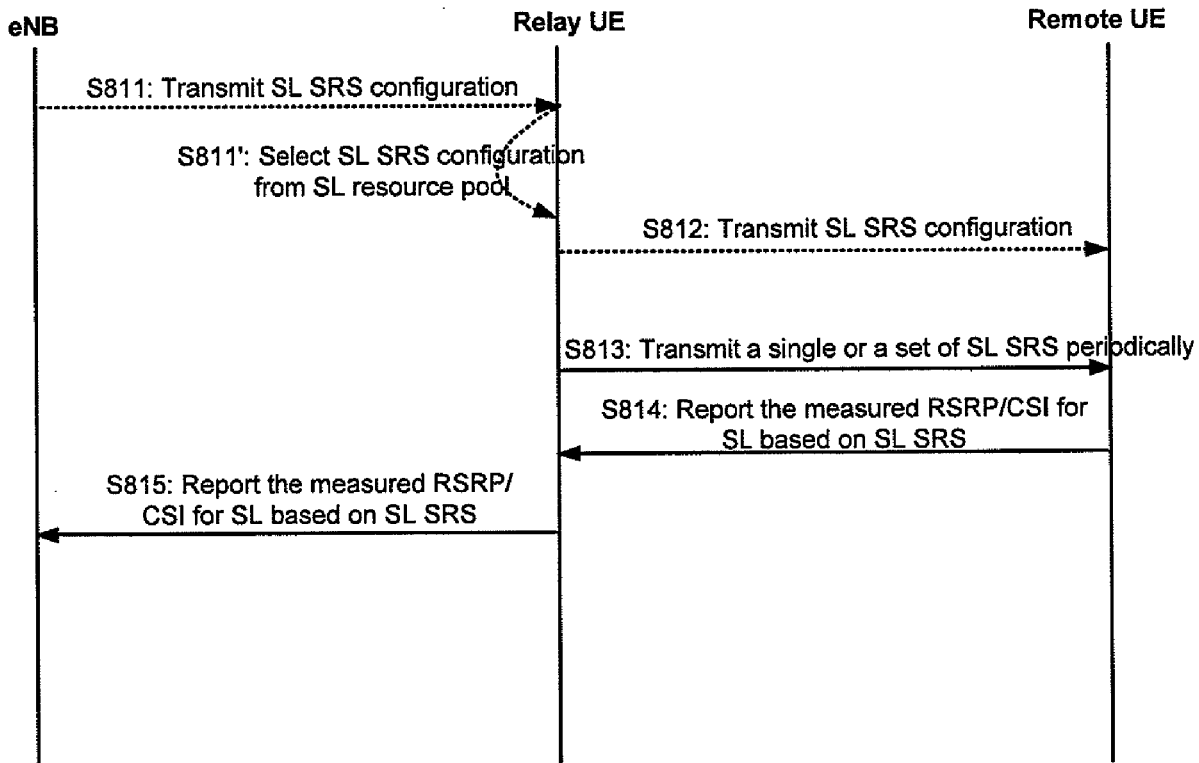 eNB
Relay UE
Remote UE
S811: Transmit SL SRS configuration
S811': Select SL SRS configuration
from SL resource pool
S812: Transmit SL SRS configuration
S813: Transmit a single or a set of SL SRS periodically
S814: Report the measured RSRP/CSI for
SL based on SL SRS
S815: Report the measured RSRP/
CSI for SL based on SL SRS